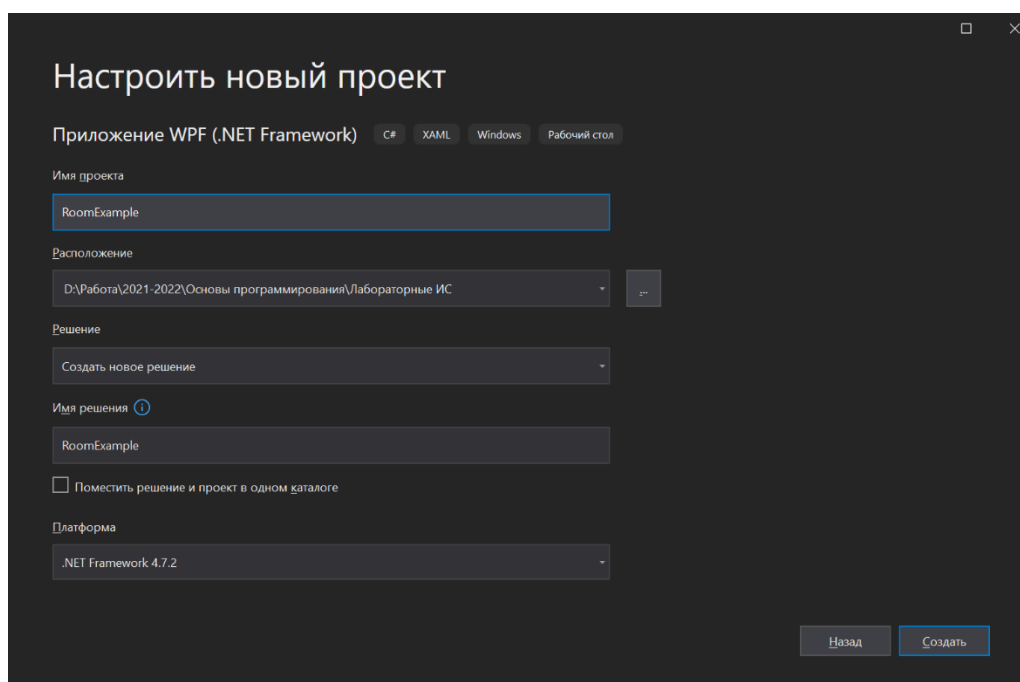 Настроить новый проект
Приложение WPF (.NET Framework) C# XAML Windows Рабочий стол
Имя проекта
RoomExample
Расположение
D:\Работа\2021-2022\Основы программирования\Лабораторные ИС
...
Решение
Создать новое решение
Имя решения
RoomExample
Поместить решение и проект в одном каталоге
Платформа
.NET Framework 4.7.2
Назад Создать